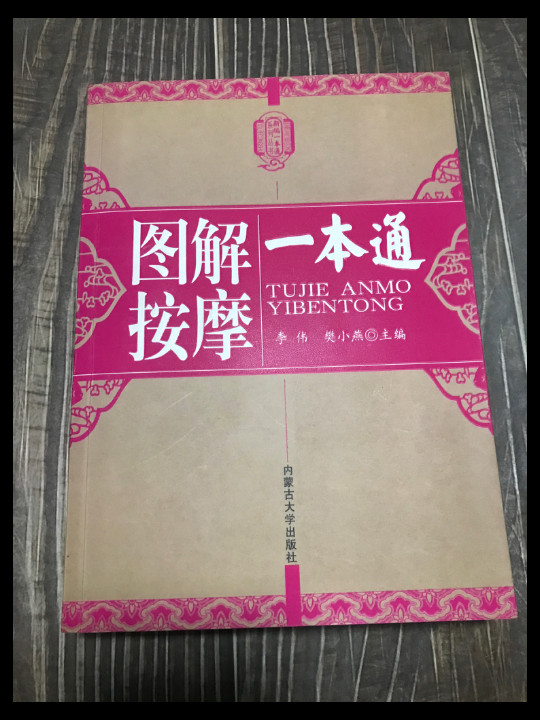 图解
按摩
一本通
TUJIE ANMO
YIBENTONG
李 伟 樊小燕◎主编
内蒙古大学出版社